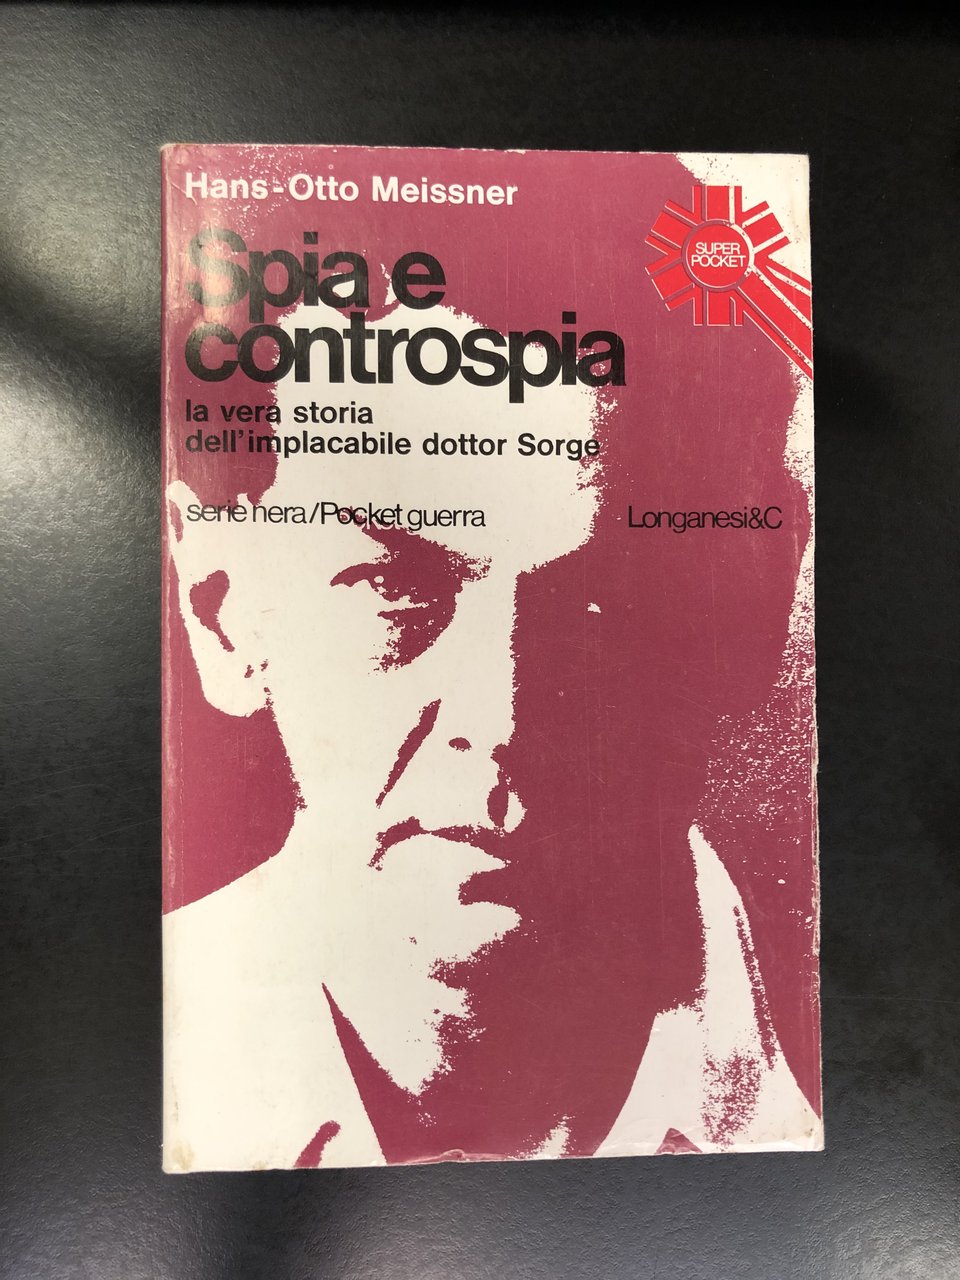 Hans-Otto Meissner
SUPER
POCKET
Spia e
controspia
la vera storia
dell'implacabile dottor Sorge
serie nera/Pocket guerra
Longanesi&C